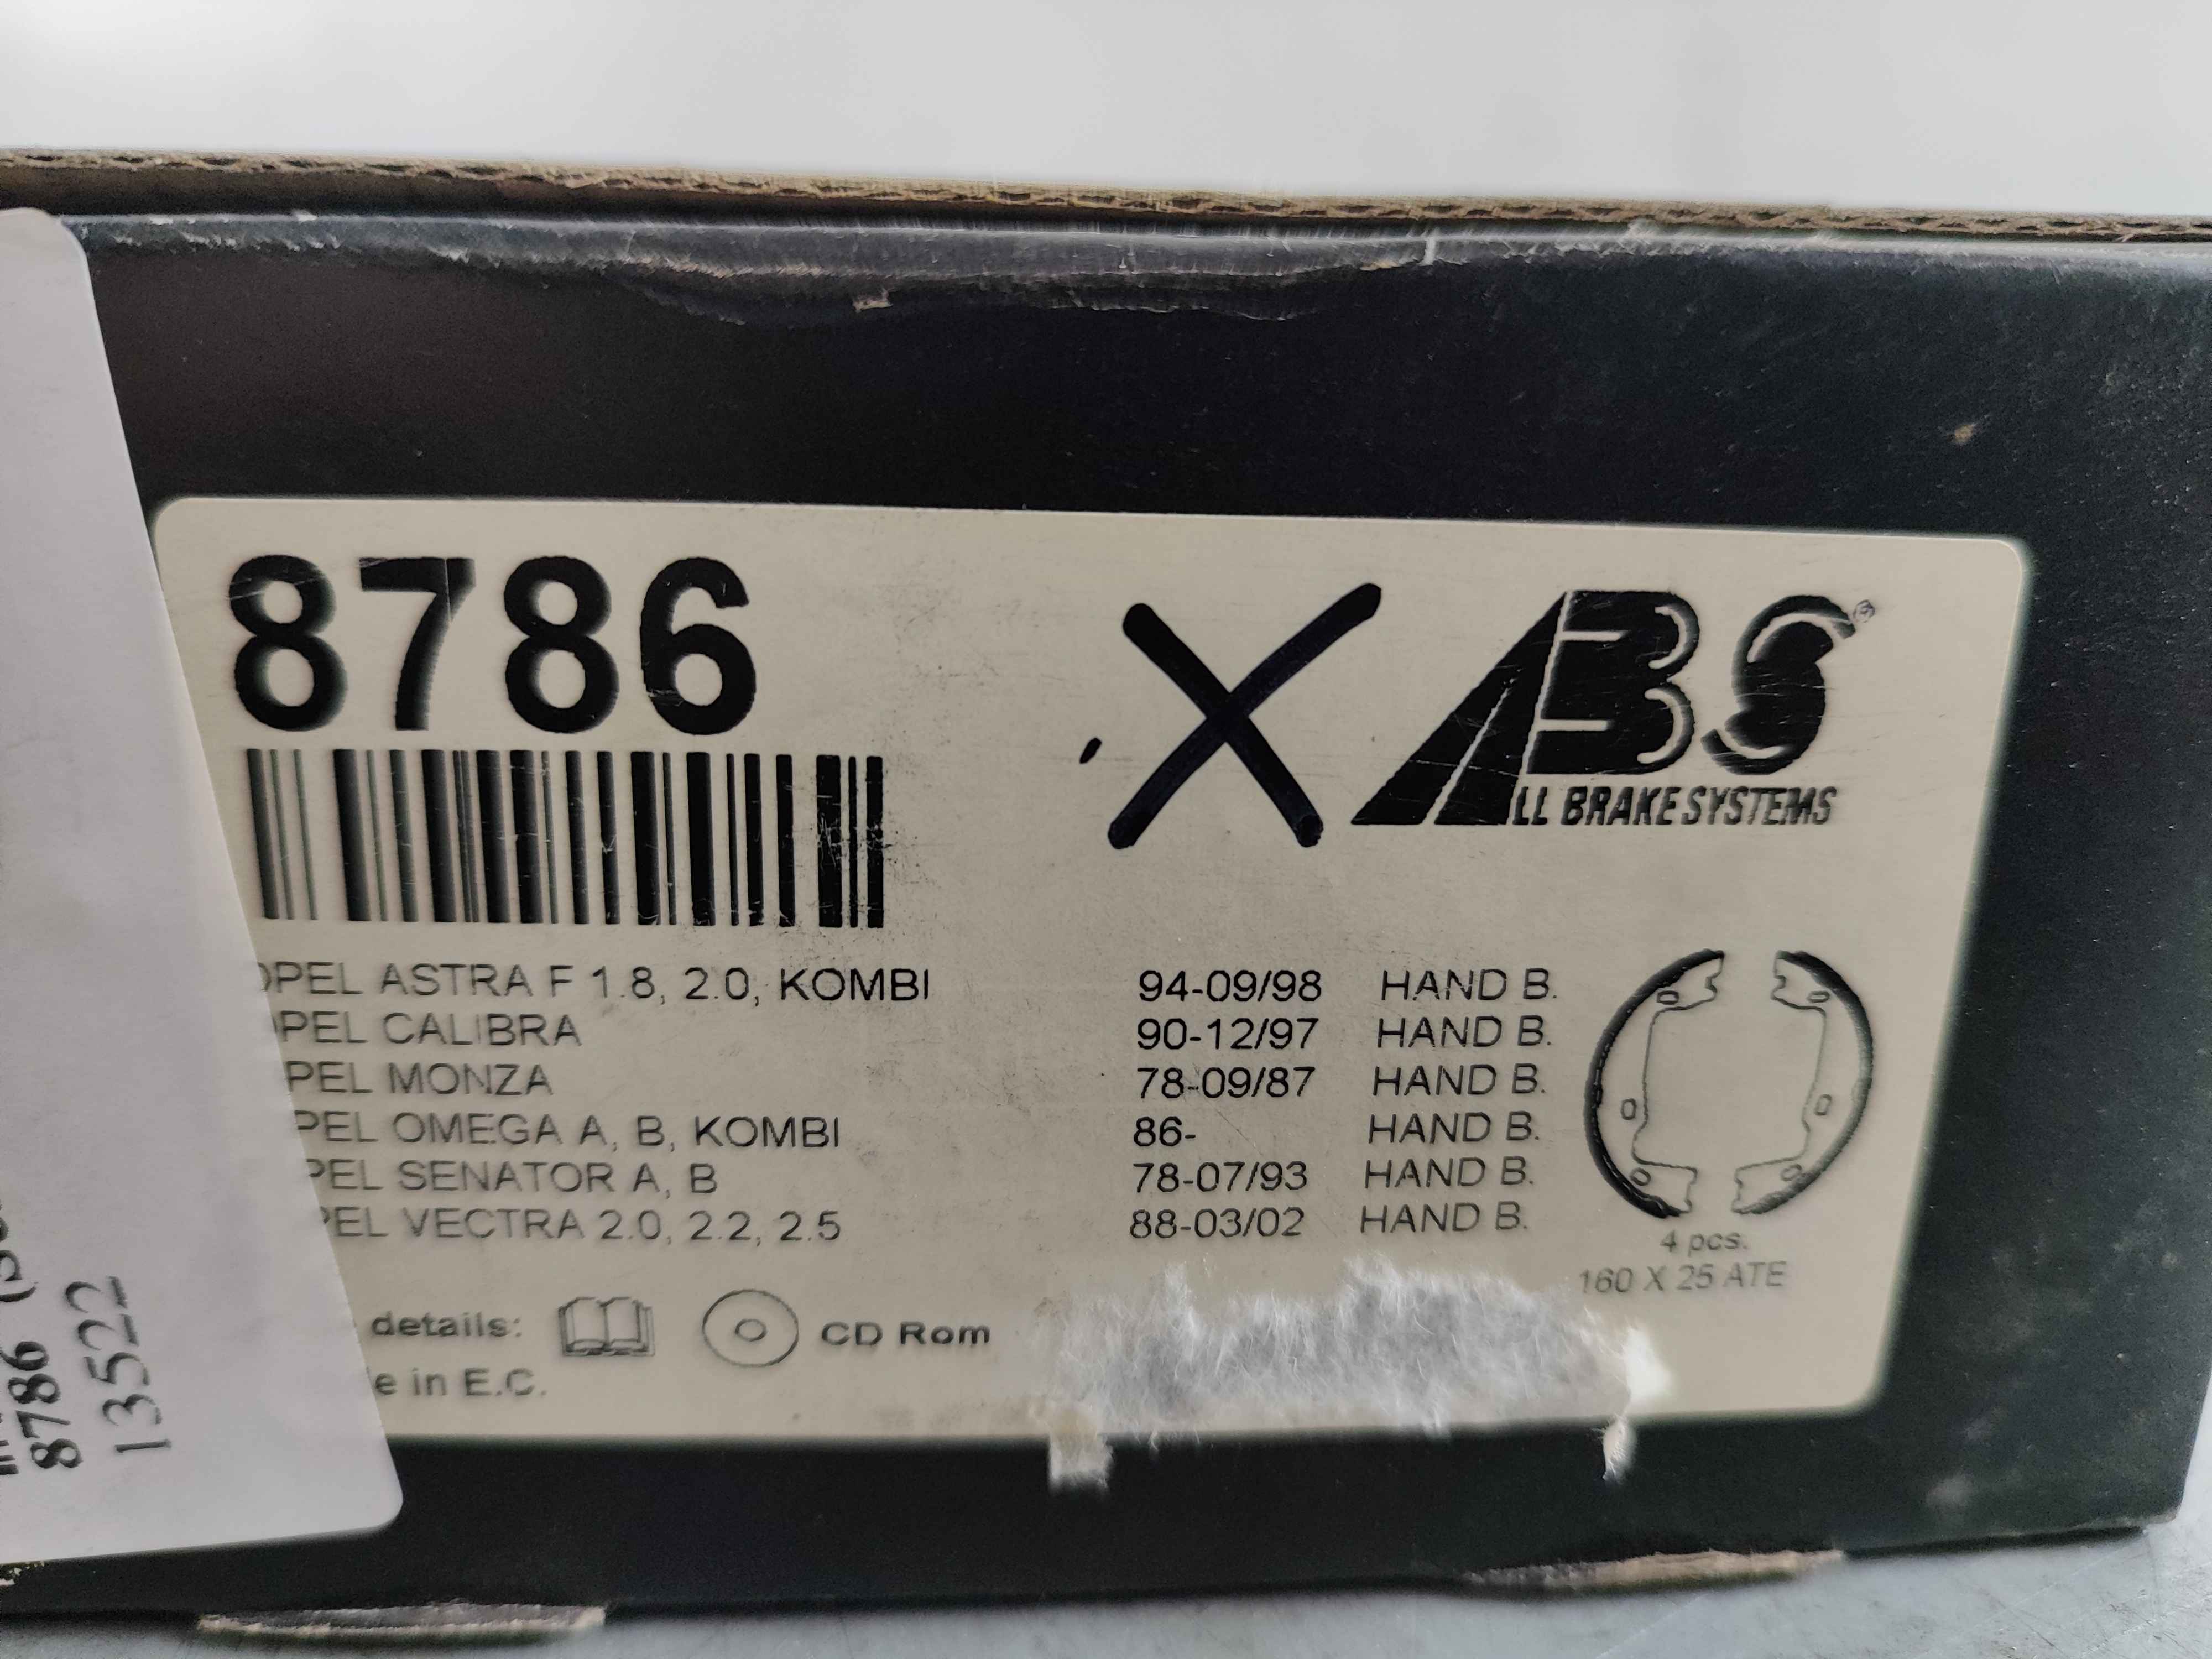 8786
ABS®
ALL BRAKE SYSTEMS
OPEL ASTRA F 1.8, 2.0, KOMBI 94-09/98 HAND B.
PEL CALIBRA 90-12/97 HAND B.
PEL MONZA 78-09/87 HAND B.
PEL OMEGA A, B, KOMBI 86- HAND B.
PEL SENATOR A, B 78-07/93 HAND B.
PEL VECTRA 2.0, 2.2, 2.5 88-03/02 HAND B.
4 pcs.
160 X 25 ATE
details: CD Rom
e in E.C.
8786
13522